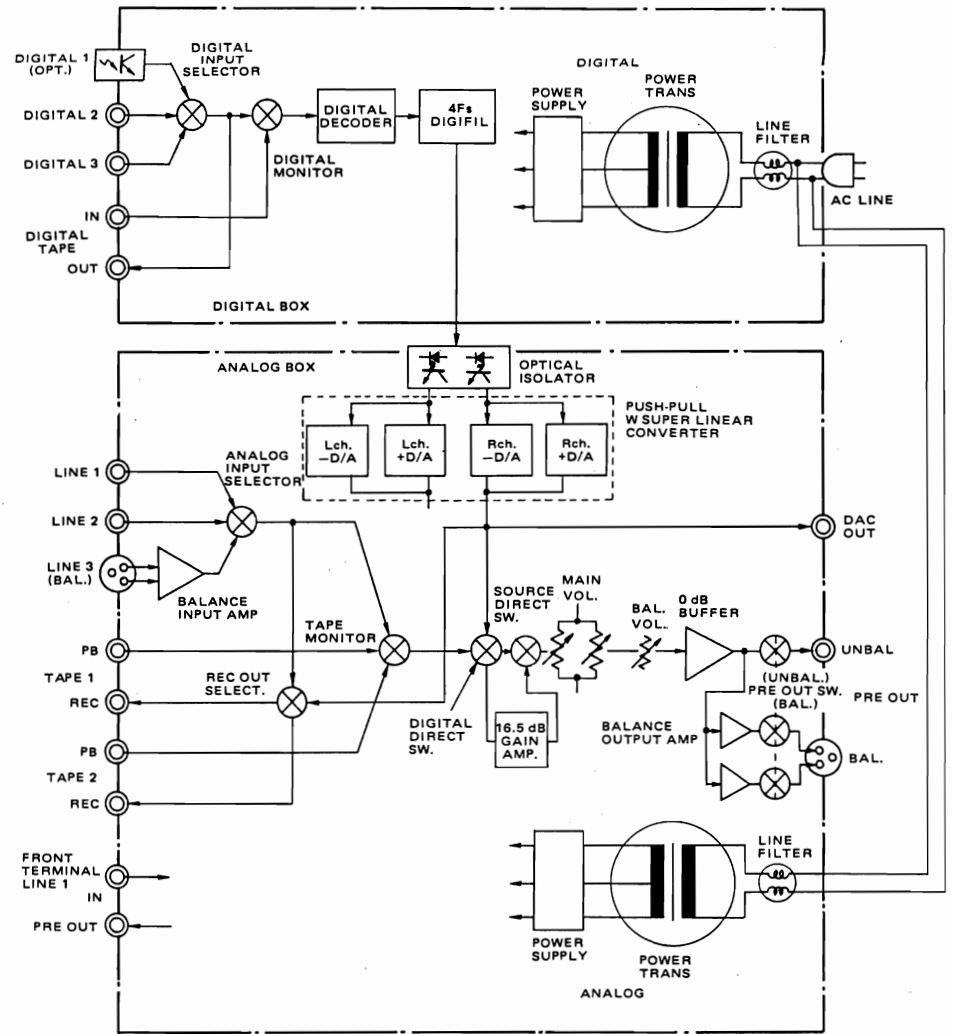 DIGITAL 1
(OPT.)
DIGITAL
INPUT
SELECTOR
DIGITAL 2
DIGITAL
DECODER
4Fs
DIGIFIL
DIGITAL 3
DIGITAL
MONITOR
IN
DIGITAL
TAPE
OUT
DIGITAL BOX
DIGITAL
POWER
SUPPLY
POWER
TRANS
LINE
FILTER
AC LINE
ANALOG BOX
OPTICAL
ISOLATOR
PUSH-PULL
W SUPER LINEAR
CONVERTER
Lch.
−D/A
Lch.
+D/A
Rch.
−D/A
Rch.
+D/A
ANALOG
INPUT
SELECTOR
LINE 1
LINE 2
LINE 3
(BAL.)
BALANCE
INPUT AMP
DAC
OUT
TAPE
MONITOR
SOURCE
DIRECT
SW.
MAIN
VOL.
BAL.
VOL.
0 dB
BUFFER
UNBAL
PB
TAPE 1
REC
REC OUT
SELECT.
DIGITAL
DIRECT
SW.
16.5 dB
GAIN
AMP.
(UNBAL.)
PRE OUT SW.
(BAL.)
PRE OUT
BALANCE
OUTPUT AMP
BAL.
PB
TAPE 2
REC
FRONT
TERMINAL
LINE 1
IN
PRE OUT
POWER
SUPPLY
POWER
TRANS
LINE
FILTER
ANALOG